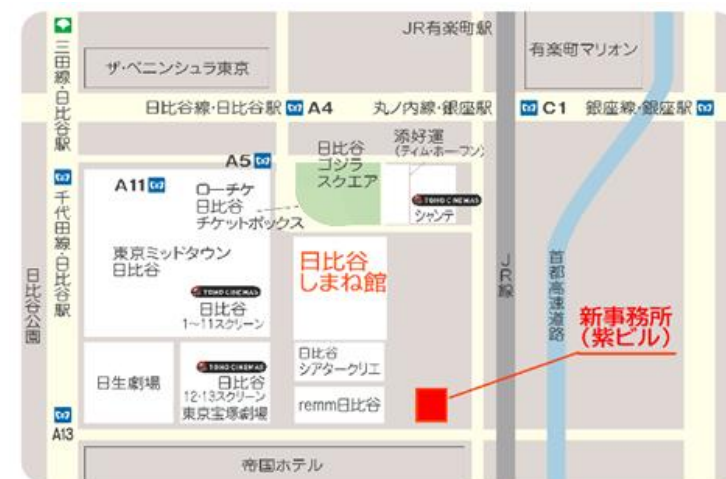 JR有楽町駅
有楽町マリオン
ザ・ペニンシュラ東京
三田線・日比谷駅
日比谷線・日比谷駅 A4
丸ノ内線・銀座駅
C1 銀座線・銀座駅
A5
A11
ローチケ
日比谷
チケットボックス
日比谷
ゴジラ
スクエア
添好運
(ティム・ホー・ワン)
TOHO CINEMAS
シャンテ
千代田線・日比谷駅
日比谷公園
東京ミッドタウン
日比谷
TOHO CINEMAS
日比谷
1～11スクリーン
日比谷
しまね館
JR線
首都高速道路
新事務所
(紫ビル)
日生劇場
TOHO CINEMAS
日比谷
12・13スクリーン
東京宝塚劇場
日比谷
シアタークリエ
remm日比谷
A13
帝国ホテル